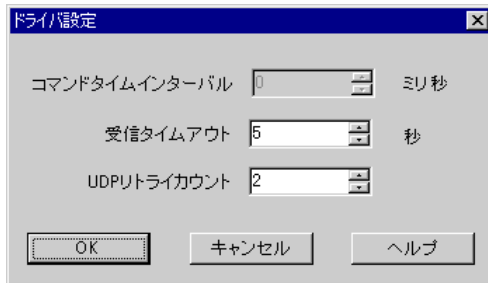 ドライバ設定
コマンドタイムインターバル 0 ミリ秒
受信タイムアウト 5 秒
UDPリトライカウント 2
OK キャンセル ヘルプ